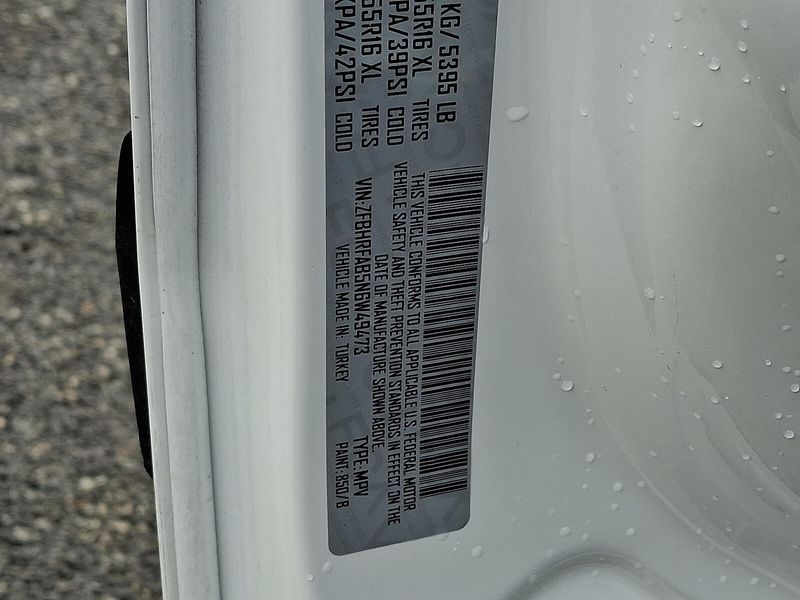 KG/ 5395 LB
55R16 XL TIRES
PA/39PSI COLD
55R16 XL TIRES
KPA/42PSI COLD
THIS VEHICLE CONFORMS TO ALL APPLICABLE U.S. FEDERAL MOTOR
VEHICLE SAFETY AND THEFT PREVENTION STANDARDS IN EFFECT ON THE
DATE OF MANUFACTURE SHOWN ABOVE.
VIN: ZFBHRFAB6N6W49473 TYPE: MPV
VEHICLE MADE IN: TURKEY PAINT: 850/B